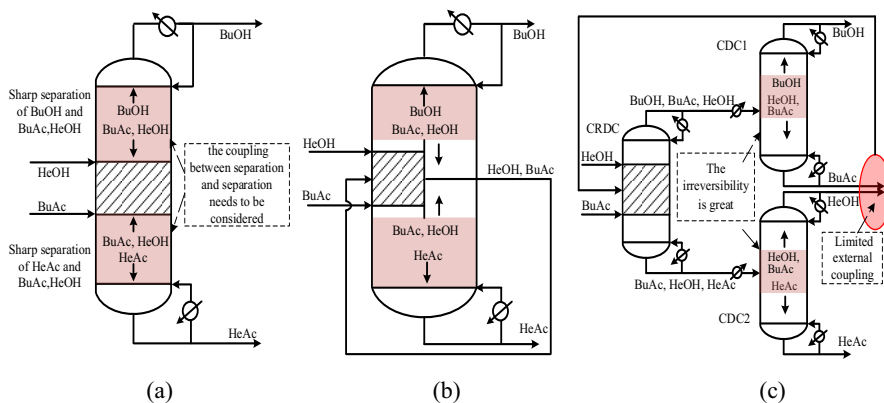 BuOH
Sharp separation
of BuOH and
BuAc,HeOH
BuOH
BuAc, HeOH
HeOH
the coupling
between separation
and separation
needs to be
considered
BuAc
Sharp separation
of HeAc and
BuAc,HeOH
BuAc, HeOH
HeAc
HeAc
(a)
BuOH
BuOH
BuAc, HeOH
HeOH
HeOH, BuAc
BuAc
BuAc, HeOH
HeAc
HeAc
(b)
BuOH
CDC1
BuOH
HeOH,
BuAc
BuOH, BuAc, HeOH
CRDC
HeOH
The
irreversibility
is great
BuAc
BuAc
HeOH
Limited
external
coupling
HeOH,
BuAc
HeAc
BuAc, HeOH, HeAc
CDC2
HeAc
(c)